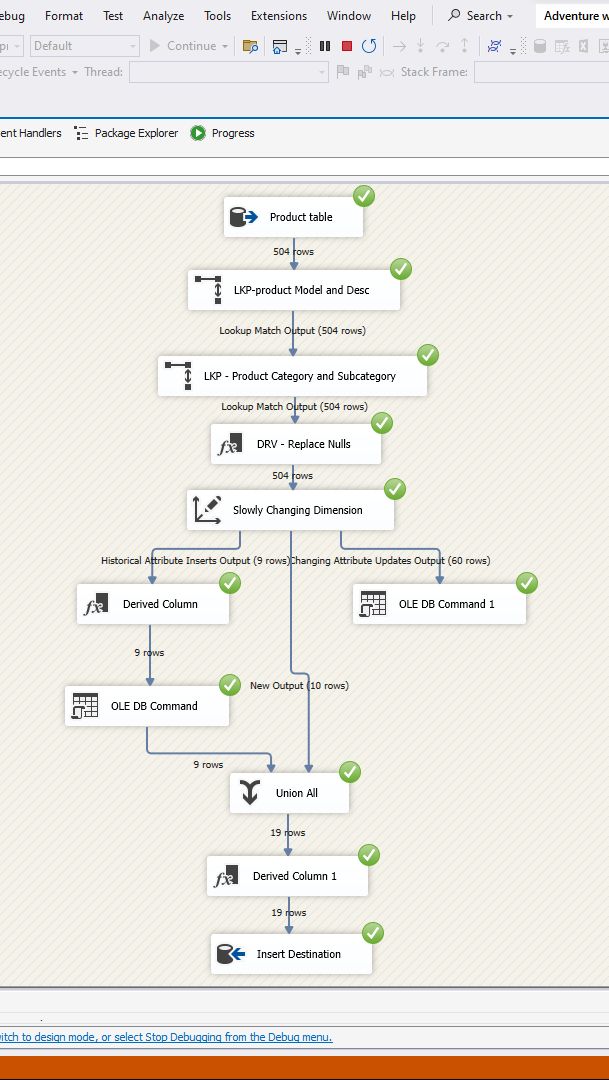 ebug Format Test Analyze Tools Extensions Window Help Search Adventure w
Default Continue
ecycle Events Thread: Stack Frame:
ent Handlers Package Explorer Progress
Product table
504 rows
LKP-product Model and Desc
Lookup Match Output (504 rows)
LKP - Product Category and Subcategory
Lookup Match Output (504 rows)
DRV - Replace Nulls
504 rows
Slowly Changing Dimension
Historical Attribute Inserts Output (9 rows) Changing Attribute Updates Output (60 rows)
Derived Column OLE DB Command 1
9 rows
New Output (10 rows)
OLE DB Command
9 rows
Union All
19 rows
Derived Column 1
19 rows
Insert Destination
itch to design mode, or select Stop Debugging from the Debug menu.